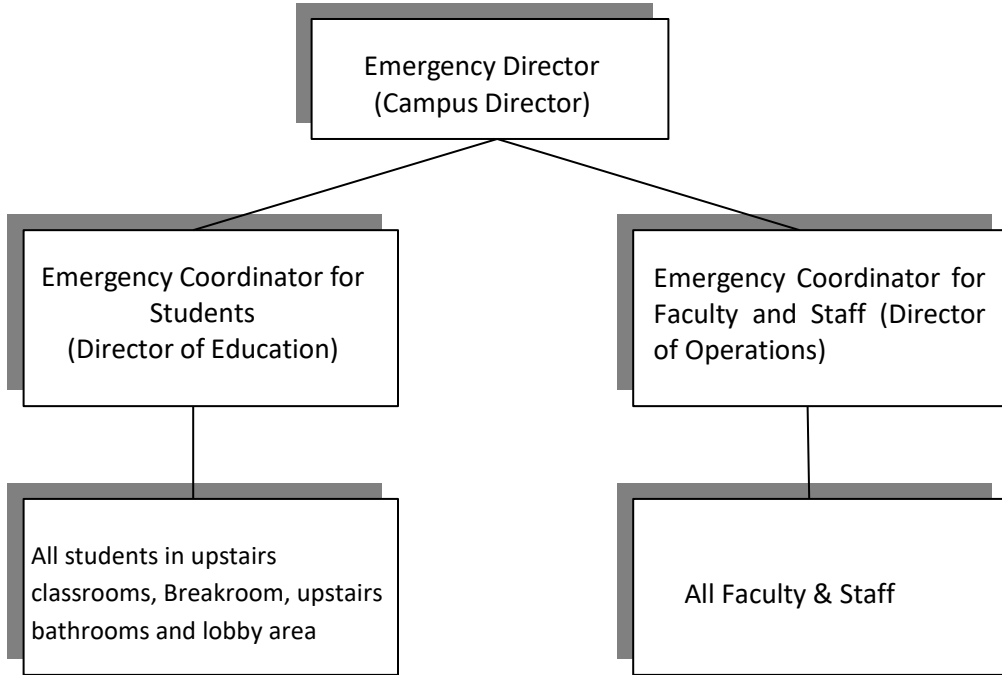 Emergency Director
(Campus Director)
Emergency Coordinator for
Students
(Director of Education)
Emergency Coordinator for
Faculty and Staff (Director
of Operations)
All students in upstairs
classrooms, Breakroom, upstairs
bathrooms and lobby area
All Faculty & Staff